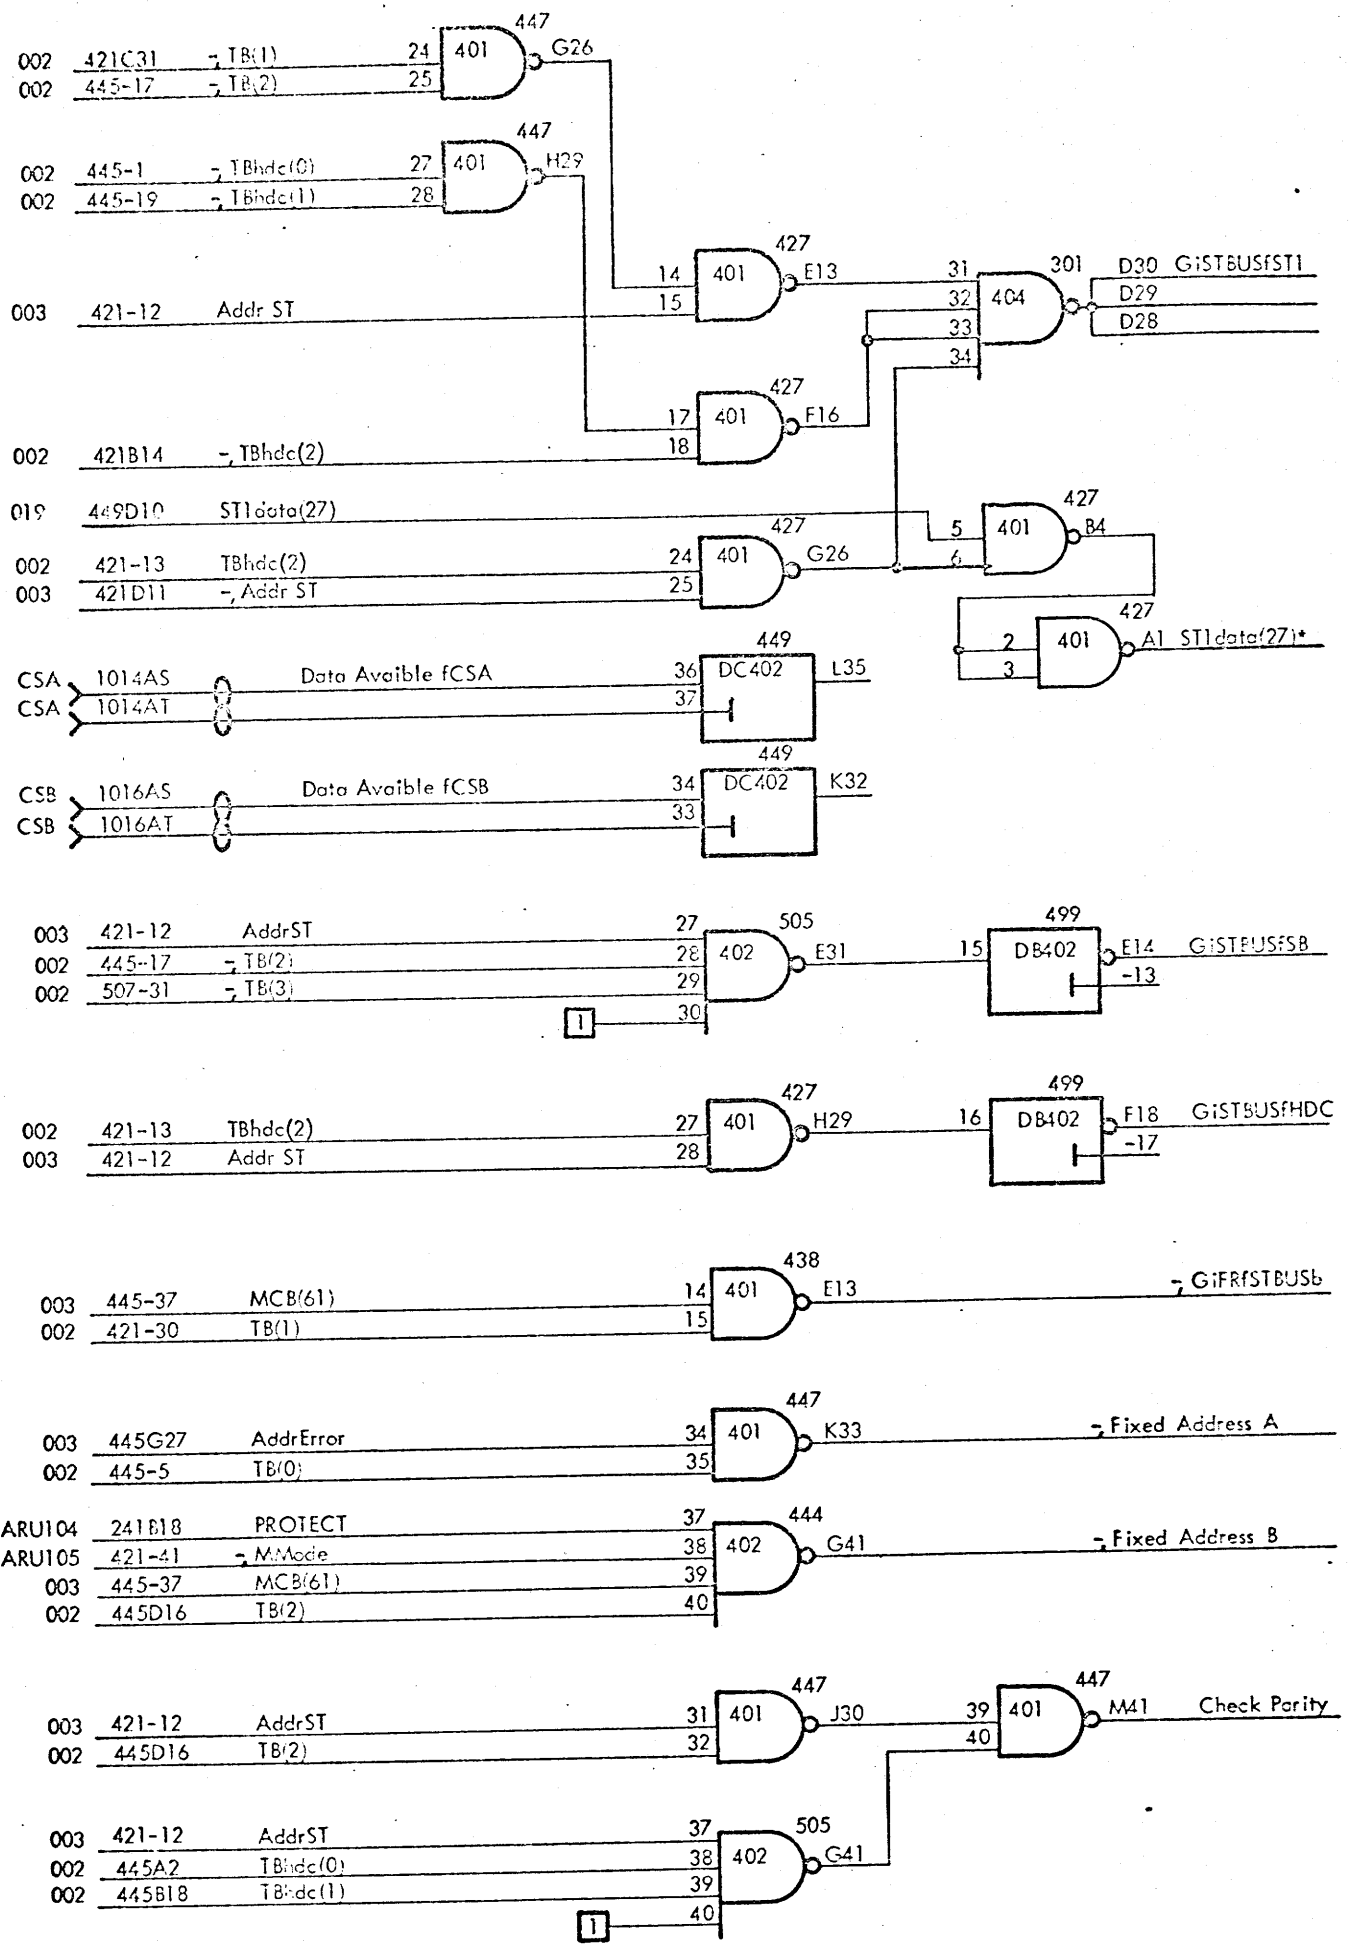 447
002 421C31 -, TB(1) 24 401 G26
002 445-17 -, TB(2) 25
447
002 445-1 -, TBhdc(0) 27 401 H29
002 445-19 -, TBhdc(1) 28
427 301 D30 GiSTBUSfST1
14 401 E13 31 404 D29
003 421-12 Addr ST 15 32 D28
33
34
427
17 401 F16
002 421B14 -, TBhdc(2) 18
019 449D10 ST1data(27) 427
427 5 401 B4
002 421-13 TBhdc(2) 24 401 G26 6
003 421D11 -, Addr ST 25
427
2 401 A1 ST1data(27)*
3
449
CSA 1014AS Data Avaible fCSA 36 DC402 L35
CSA 1014AT 37
449
CSB 1016AS Data Avaible fCSB 34 DC402 K32
CSB 1016AT 33
505 499
003 421-12 AddrST 27 402 E31 15 DB402 E14 GiSTBUSfSB
002 445-17 -, TB(2) 28 -13
002 507-31 -, TB(3) 29
1 30
427 499
002 421-13 TBhdc(2) 27 401 H29 16 DB402 F18 GiSTBUSfHDC
003 421-12 Addr ST 28 -17
438
003 445-37 MCB(61) 14 401 E13 -, GiFRfSTBUSb
002 421-30 TB(1) 15
447
003 445G27 AddrError 34 401 K33 -, Fixed Address A
002 445-5 TB(0) 35
444
ARU104 241B18 PROTECT 37 402 G41 -, Fixed Address B
ARU105 421-41 -, MMode 38
003 445-37 MCB(61) 39
002 445D16 TB(2) 40
447 447
003 421-12 AddrST 31 401 J30 39 401 M41 Check Parity
002 445D16 TB(2) 32 40
505
003 421-12 AddrST 37 402 G41
002 445A2 TBhdc(0) 38
002 445B18 TBhdc(1) 39
1 40